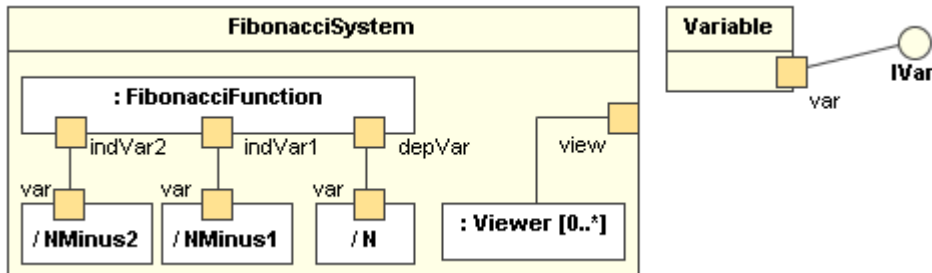 FibonacciSystem
Variable
IVar
var
: FibonacciFunction
indVar2
indVar1
depVar
view
var
var
var
/ NMinus2
/ NMinus1
/ N
: Viewer [0..*]